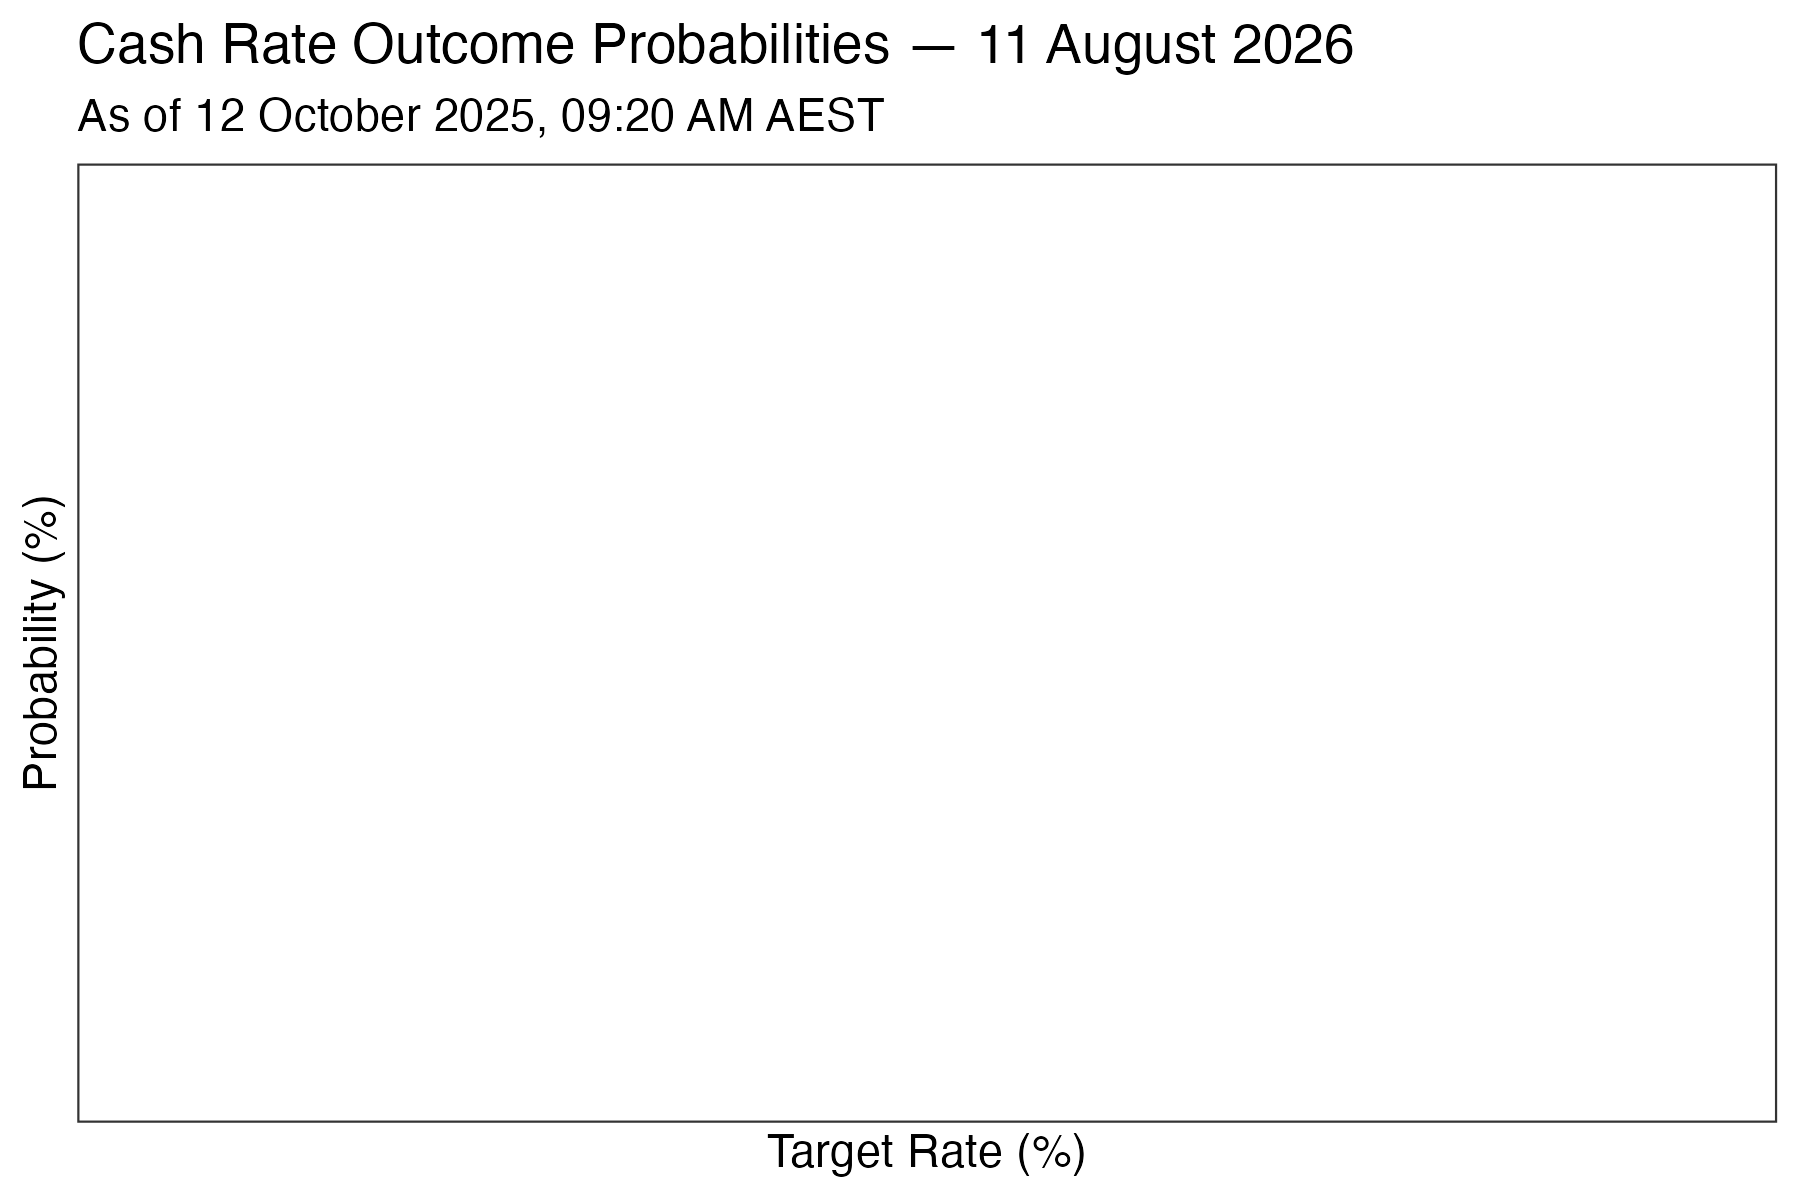 Cash Rate Outcome Probabilities — 11 August 2026
As of 12 October 2025, 09:20 AM AEST
Probability (%)
Target Rate (%)